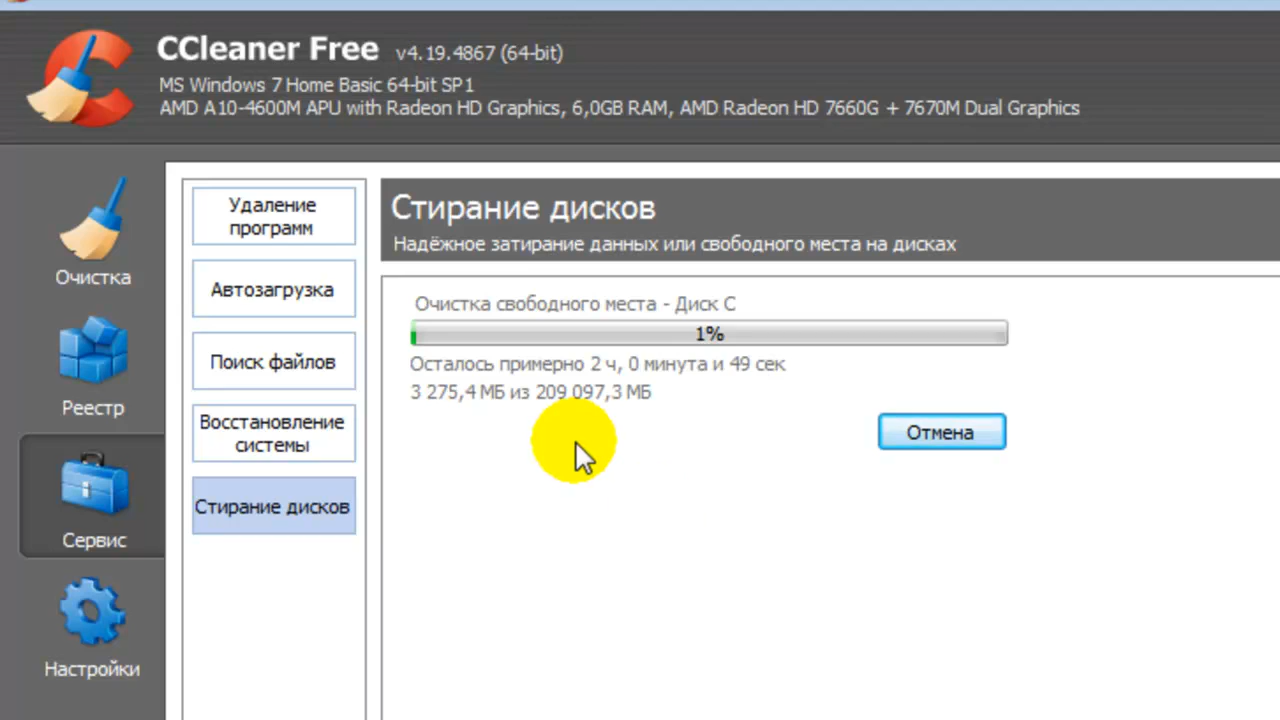 CCleaner Free v4.19.4867 (64-bit)
MS Windows 7 Home Basic 64-bit SP1
AMD A10-4600M APU with Radeon HD Graphics, 6,0GB RAM, AMD Radeon HD 7660G + 7670M Dual Graphics
Очистка
Реестр
Сервис
Настройки
Удаление
программ
Автозагрузка
Поиск файлов
Восстановление
системы
Стирание дисков
Стирание дисков
Надёжное затирание данных или свободного места на дисках
Очистка свободного места - Диск C
1%
Осталось примерно 2 ч, 0 минута и 49 сек
3 275,4 МБ из 209 097,3 МБ
Отмена